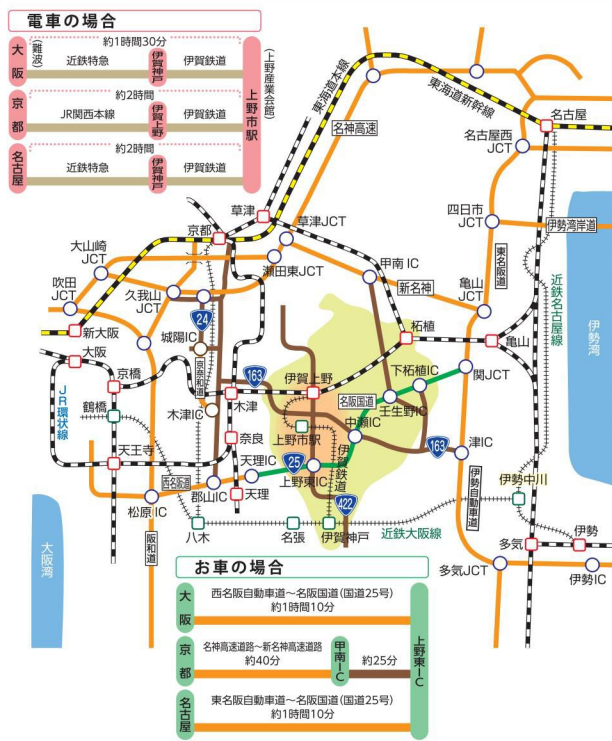 電車の場合
大阪
(難波)
約1時間30分
近鉄特急
伊賀神戸
伊賀鉄道
京都
約2時間
JR関西本線
伊賀上野
伊賀鉄道
名古屋
約2時間
近鉄特急
伊賀神戸
伊賀鉄道
上野市駅
(上野産業会館)
東海道本線
東海道新幹線
名神高速
名古屋
名古屋西
JCT
草津
京都
草津JCT
四日市
JCT
伊勢湾岸道
大山崎
JCT
瀬田東JCT
甲南 IC
新名神
東名阪道
亀山
JCT
近鉄名古屋線
伊勢湾
吹田
JCT
久我山
JCT
24
城陽IC
新大阪
柘植
亀山
大阪
京橋
京奈和道
163
伊賀上野
下柘植IC
関JCT
JR環状線
鶴橋
木津IC
木津
名阪国道
壬生野IC
上野市駅
中瀬IC
奈良
天王寺
天理IC
25
伊賀鉄道
163
津IC
西名阪道
上野東IC
伊勢自動車道
伊勢中川
松原IC
郡山IC
天理
422
八木
名張
伊賀神戸
近鉄大阪線
大阪湾
阪和道
多気
伊勢
多気JCT
伊勢IC
お車の場合
大阪
西名阪自動車道〜名阪国道(国道25号)
約1時間10分
京都
名神高速道路〜新名神高速道路
約40分
甲南IC
約25分
名古屋
東名阪自動車道〜名阪国道(国道25号)
約1時間10分
上野東IC